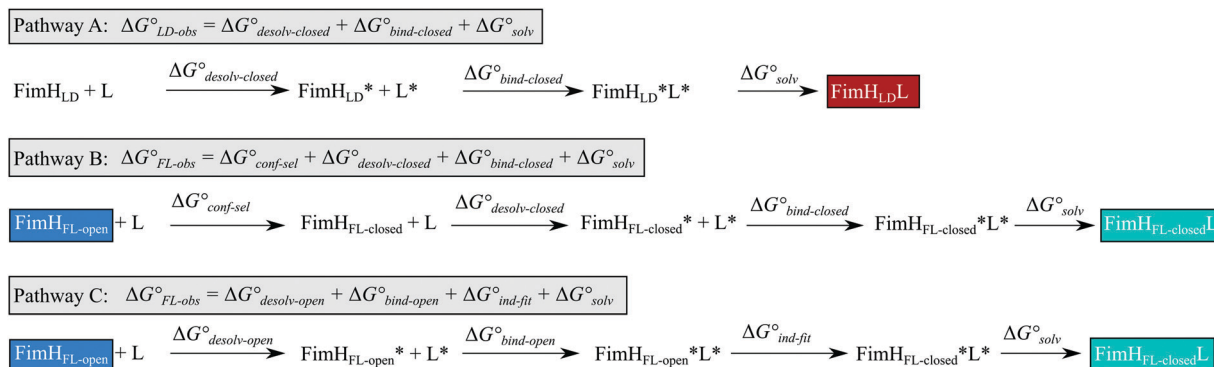 Pathway A: ΔG°LD-obs = ΔG°desolv-closed + ΔG°bind-closed + ΔG°solv
ΔG°desolv-closed ΔG°bind-closed ΔG°solv
FimHLD + L FimHLD* + L* FimHLD*L* FimHLDL
Pathway B: ΔG°FL-obs = ΔG°conf-sel + ΔG°desolv-closed + ΔG°bind-closed + ΔG°solv
ΔG°conf-sel ΔG°desolv-closed ΔG°bind-closed ΔG°solv
FimHFL-open + L FimHFL-closed + L FimHFL-closed* + L* FimHFL-closed*L* FimHFL-closedL
Pathway C: ΔG°FL-obs = ΔG°desolv-open + ΔG°bind-open + ΔG°ind-fit + ΔG°solv
ΔG°desolv-open ΔG°bind-open ΔG°ind-fit ΔG°solv
FimHFL-open + L FimHFL-open* + L* FimHFL-open*L* FimHFL-closed*L* FimHFL-closedL